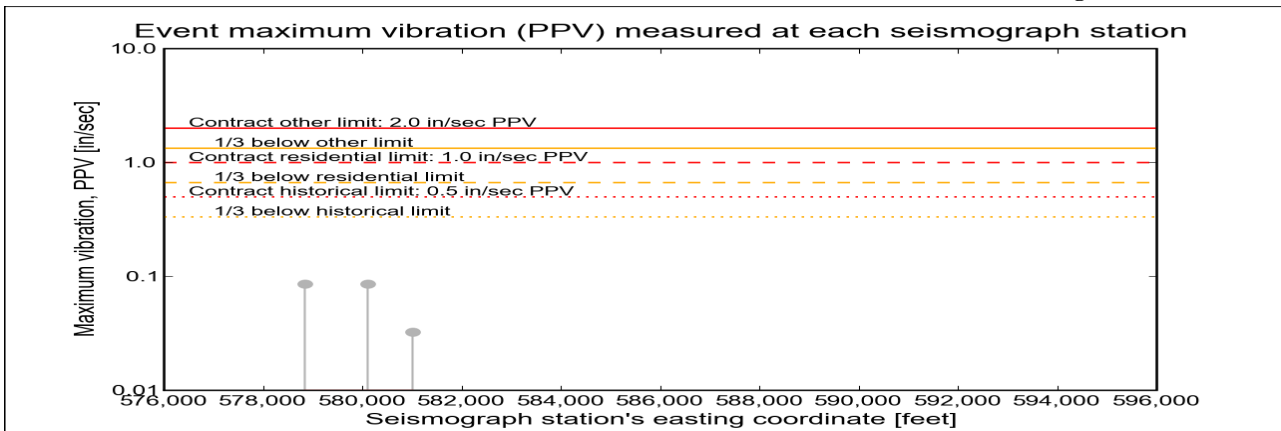 Event maximum vibration (PPV) measured at each seismograph station
10.0
Contract other limit: 2.0 in/sec PPV
1/3 below other limit
1.0
Contract residential limit: 1.0 in/sec PPV
1/3 below residential limit
Contract historical limit: 0.5 in/sec PPV
1/3 below historical limit
0.1
0.01
Maximum vibration, PPV [in/sec]
576,000 578,000 580,000 582,000 584,000 586,000 588,000 590,000 592,000 594,000 596,000
Seismograph station's easting coordinate [feet]